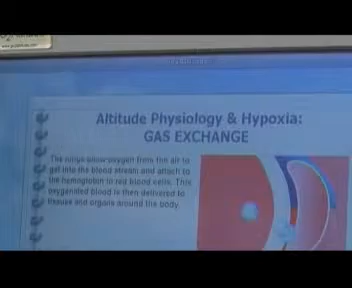 Altitude Physiology & Hypoxia:
GAS EXCHANGE
The lungs allow oxygen from the air to
get into the blood stream and attach to
the hemoglobin in red blood cells. This
oxygenated blood is then delivered to
tissues and organs around the body.